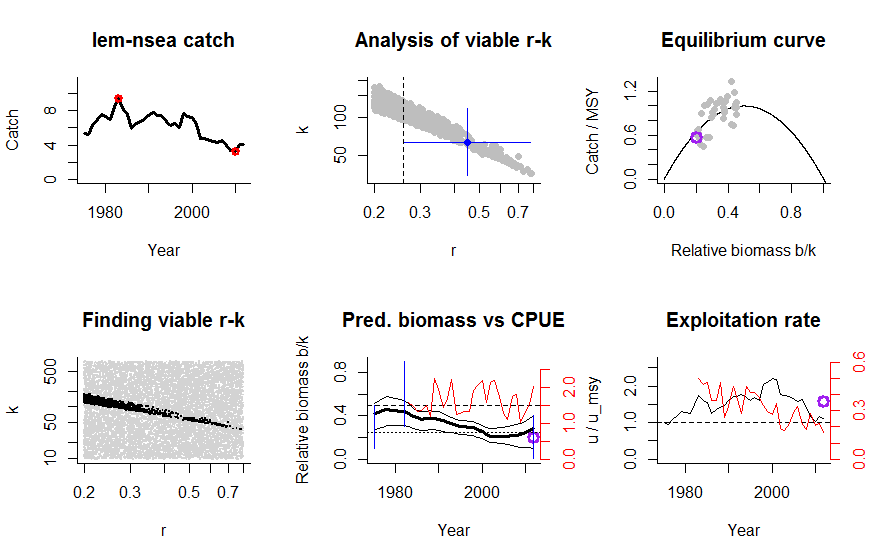 lem-nsea catch
Catch
0 4 8
1980 2000
Year
Analysis of viable r-k
k
50 100
0.2 0.3 0.5 0.7
r
Equilibrium curve
Catch / MSY
0.0 0.6 1.2
0.0 0.4 0.8
Relative biomass b/k
Finding viable r-k
k
10 50 500
0.2 0.3 0.5 0.7
r
Pred. biomass vs CPUE
Relative biomass b/k
0.0 0.4 0.8
0.0 1.0 2.0
1980 2000
Year
Exploitation rate
u / u_msy
0.0 1.0 2.0
0.0 0.3 0.6
1980 2000
Year